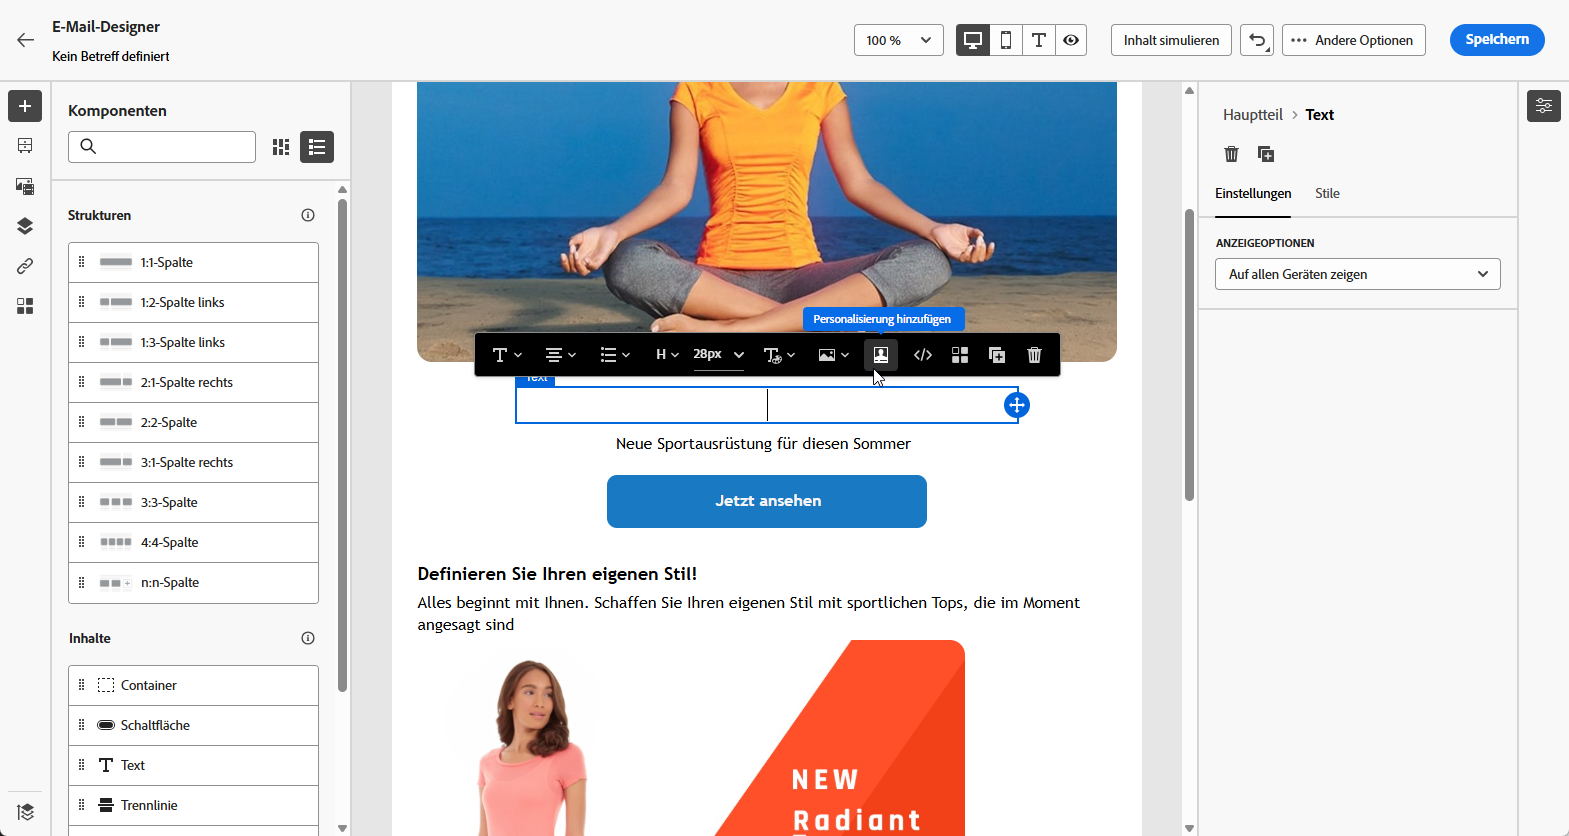 E-Mail-Designer
Kein Betreff definiert
100 %
Inhalt simulieren
Andere Optionen
Speichern
Komponenten
Strukturen
1:1-Spalte
1:2-Spalte links
1:3-Spalte links
2:1-Spalte rechts
2:2-Spalte
3:1-Spalte rechts
3:3-Spalte
4:4-Spalte
n:n-Spalte
Inhalte
Container
Schaltfläche
Text
Trennlinie
Personalisierung hinzufügen
H
28px
Text
Neue Sportausrüstung für diesen Sommer
Jetzt ansehen
Definieren Sie Ihren eigenen Stil!
Alles beginnt mit Ihnen. Schaffen Sie Ihren eigenen Stil mit sportlichen Tops, die im Moment
angesagt sind
NEW
Radiant
Hauptteil > Text
Einstellungen
Stile
ANZEIGEOPTIONEN
Auf allen Geräten zeigen